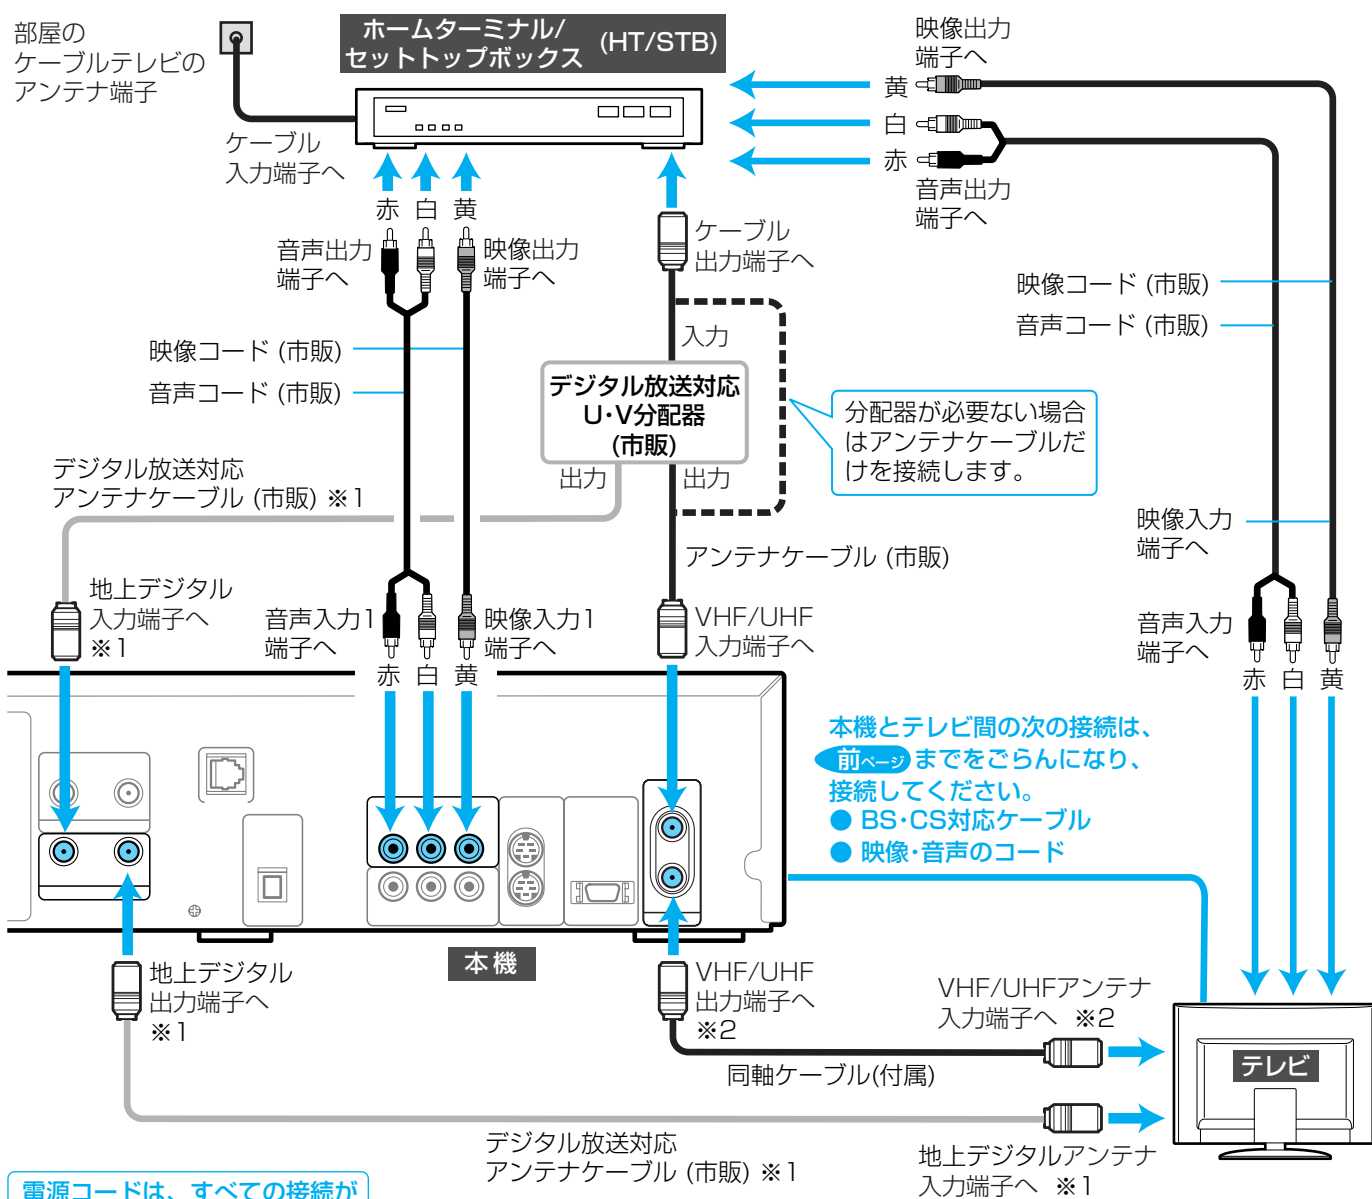 部屋の
ケーブルテレビの
アンテナ端子
ホームターミナル/
セットトップボックス (HT/STB)
映像出力
端子へ
黄
白
赤
音声出力
端子へ
ケーブル
入力端子へ
赤 白 黄
音声出力
端子へ
映像出力
端子へ
ケーブル
出力端子へ
映像コード (市販)
音声コード (市販)
入力
映像コード (市販)
音声コード (市販)
デジタル放送対応
U・V分配器
(市販)
分配器が必要ない場合
はアンテナケーブルだ
けを接続します。
出力 出力
デジタル放送対応
アンテナケーブル (市販) ※1
アンテナケーブル (市販)
映像入力
端子へ
地上デジタル
入力端子へ
※1
音声入力1
端子へ
映像入力1
端子へ
VHF/UHF
入力端子へ
音声入力
端子へ
赤 白 黄
赤 白 黄
本機とテレビ間の次の接続は、
前ページ までをごらんになり、
接続してください。
● BS・CS対応ケーブル
● 映像・音声のコード
本機
地上デジタル
出力端子へ
※1
VHF/UHF
出力端子へ
※2
VHF/UHFアンテナ
入力端子へ ※2
テレビ
同軸ケーブル(付属)
デジタル放送対応
アンテナケーブル (市販) ※1
地上デジタルアンテナ
入力端子へ ※1
電源コードは、すべての接続が